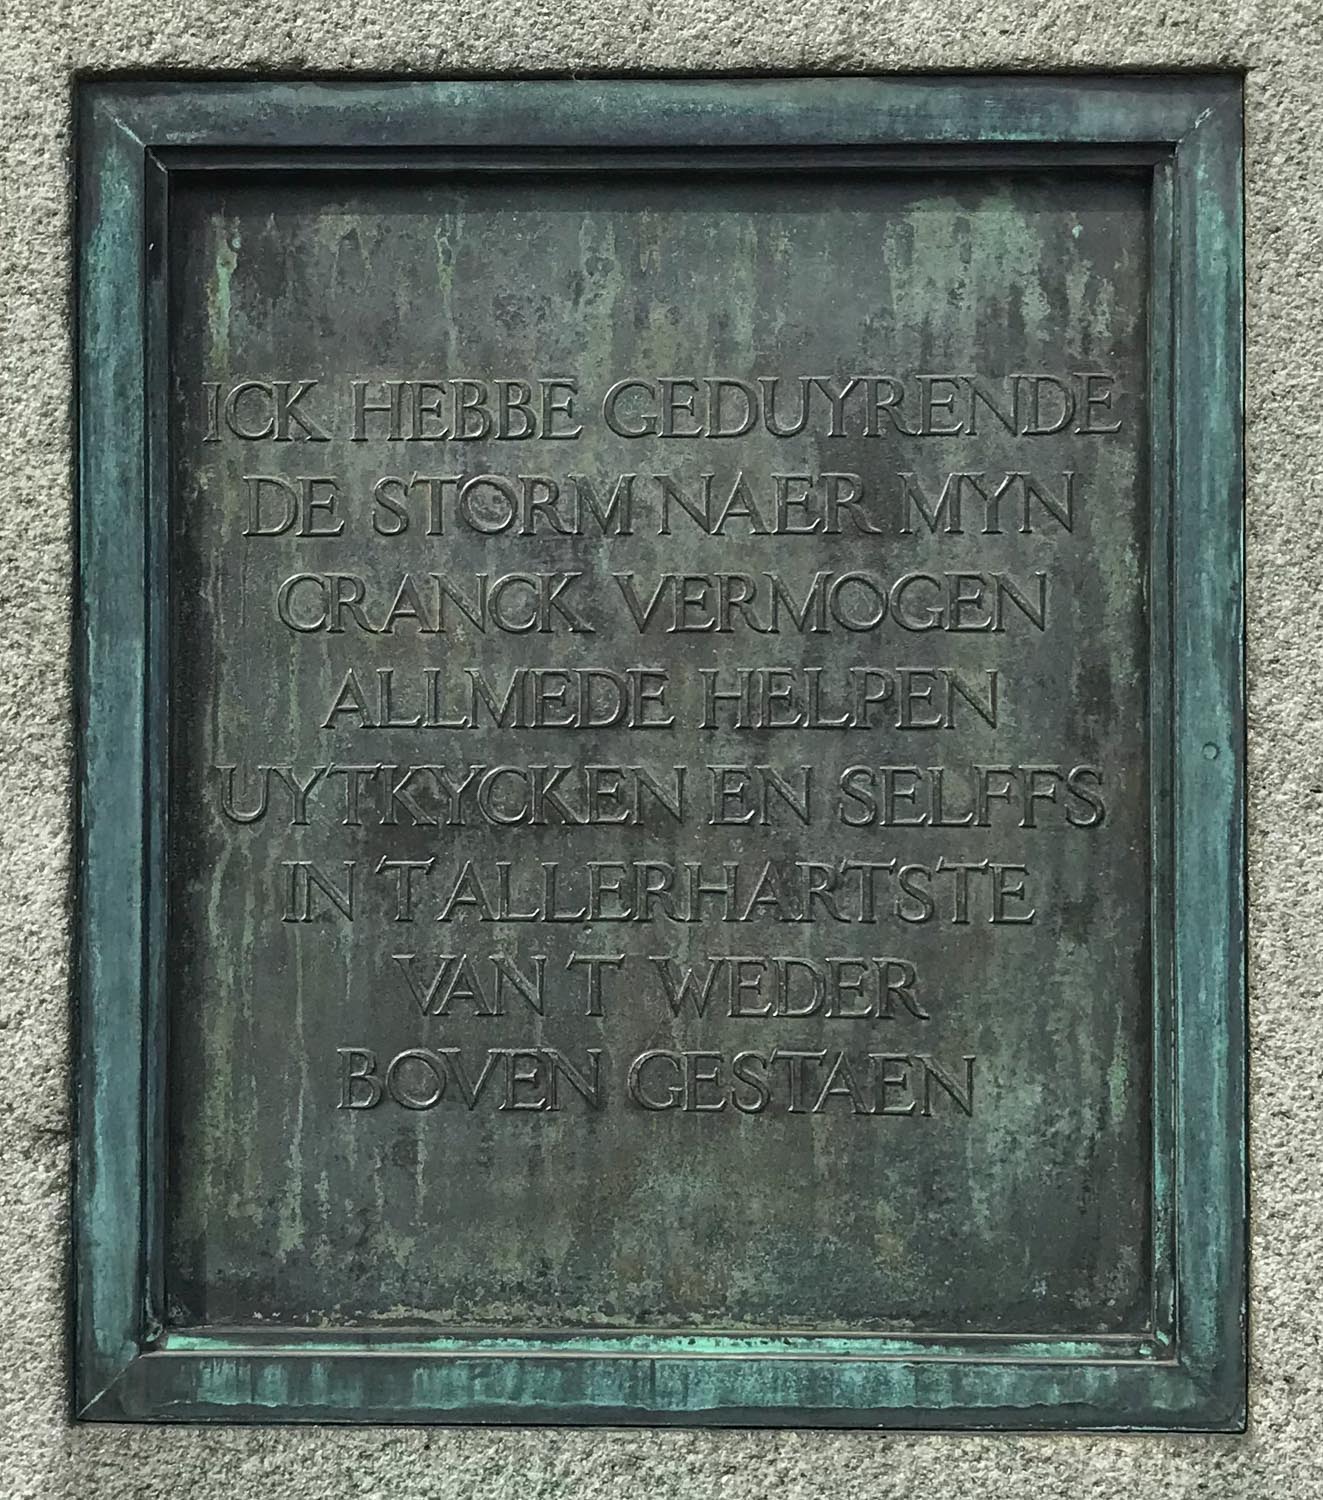 ICK HEBBE GEDUYRENDE
DE STORM NAER MYN
CRANCK VERMOGEN
ALLMEDE HELPEN
UYTKYCKEN EN SELFFS
IN T ALLERHARTSTE
VAN T WEDER
BOVEN GESTAEN